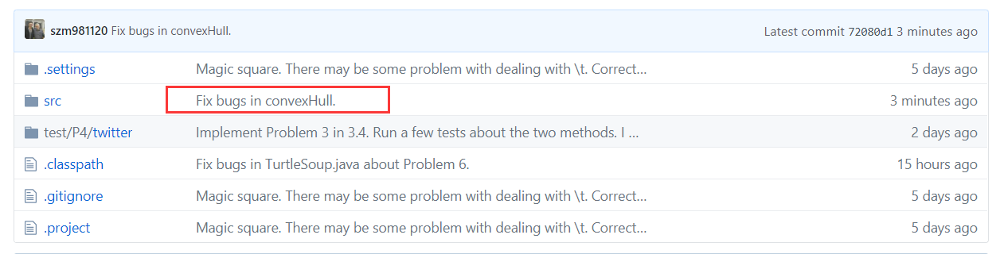 szm981120 Fix bugs in convexHull. Latest commit 72080d1 3 minutes ago
.settings Magic square. There may be some problem with dealing with \t. Correct… 5 days ago
src Fix bugs in convexHull. 3 minutes ago
test/P4/twitter Implement Problem 3 in 3.4. Run a few tests about the two methods. I … 2 days ago
.classpath Fix bugs in TurtleSoup.java about Problem 6. 15 hours ago
.gitignore Magic square. There may be some problem with dealing with \t. Correct… 5 days ago
.project Magic square. There may be some problem with dealing with \t. Correct… 5 days ago